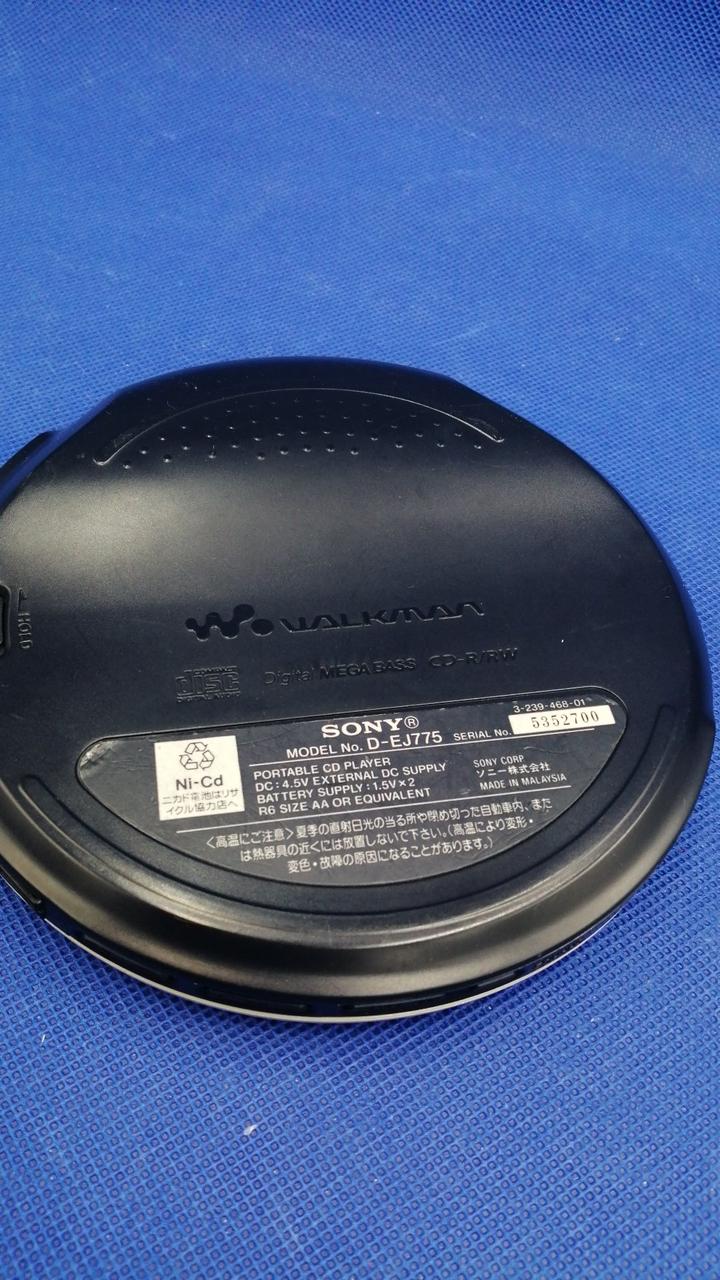 HOLD
WALKMAN
COMPACT
disc
DIGITAL AUDIO
Digital MEGA BASS CD-R/RW
3-239-468-01
SONY®
MODEL No. D-EJ775 SERIAL No. 5352700
Ni-Cd
ニカド電池はリサ
イクル協力店へ
PORTABLE CD PLAYER
DC : 4.5V EXTERNAL DC SUPPLY
BATTERY SUPPLY : 1.5V×2
R6 SIZE AA OR EQUIVALENT
SONY CORP
ソニー株式会社
MADE IN MALAYSIA
〈高温にご注意〉夏季の直射日光の当る所や閉め切った自動車内、また
は熱器具の近くには放置しないで下さい。(高温により変形・
変色・故障の原因になることがあります。)